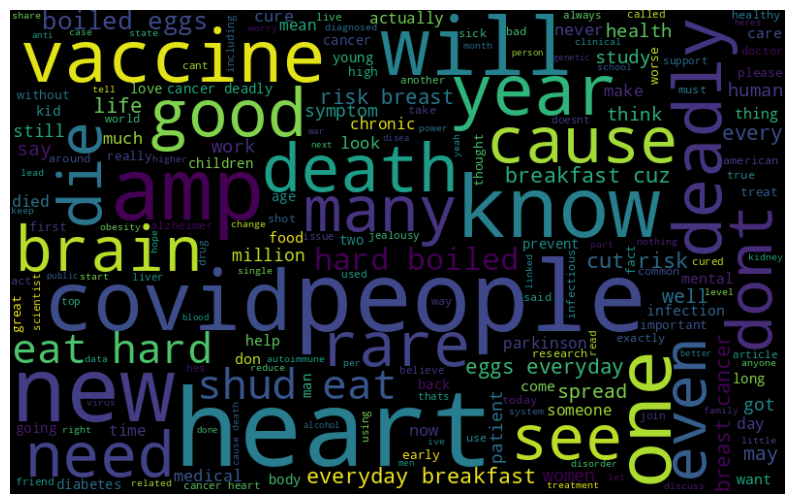 share
anti
case
state
boiled eggs
cure
actually
mean
always
called
healthy
heres
vaccine
will
worry
live
diagnosed
including
cant
cancer
young
sick
month
bad
person
never
health
clinical
genetic
school
care
doctor
tell
even
love
cancer deadly
high
another
study
support
please
without
kid
good
risk breast
year
worse
must
human
deadly
life
world
symptom
take
doesnt
make
think
thing
still
much
work
chronic
war
power
yeah
cause
every
say
around
really
higher
children
look
next
disea
thought
american
true
die
death
breakfast cuz
lead
treat
died
keep
amp
age
many
know
first
alzheimer
shot
obesity
change
brain
hope
drug
food
issue
jealousy
hard boiled
prevent
part
nothing
cured
kidney
act
public
start
liver
million
single
two
used
cut
risk
fact
common
mental
dont
great
scientist
top
blood
covid
people
said
linked
infectious
well
level
infection
important
eat hard
help
way
rare
parkinson
research
exactly
better
anyone
data
autoimmune
don
per
believe
read
article
reduce
hes
shud eat
man
back
thats
eggs everyday
come
spread
long
virus
new
heart
today
system
join
family
one
breast cancer
going
time
right
done
cause death
alcohol
using
now
ive
use
patient
someone
got
day
little
need
medical
early
see
disorder
may
friend
related
diabetes
cancer heart
body
everyday breakfast
men
women
let
treatment
discuss
want